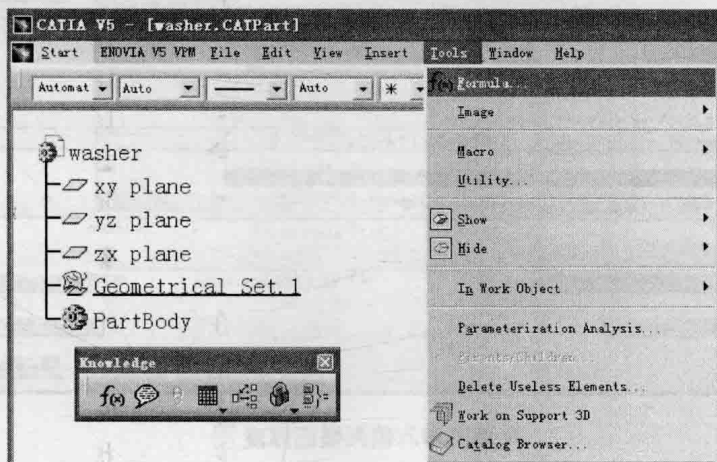 CATIA V5 - [washer.CATPart]
Start ENOVIA V5 VPM File Edit View Insert Tools Window Help
Automat Auto Auto
Formula...
Image
Macro
Utility...
Show
Hide
In Work Object
Parameterization Analysis...
Parents/Children...
Delete Useless Elements...
Work on Support 3D
Catalog Browser...
washer
xy plane
yz plane
zx plane
Geometrical Set.1
PartBody
Knowledge
f(x)